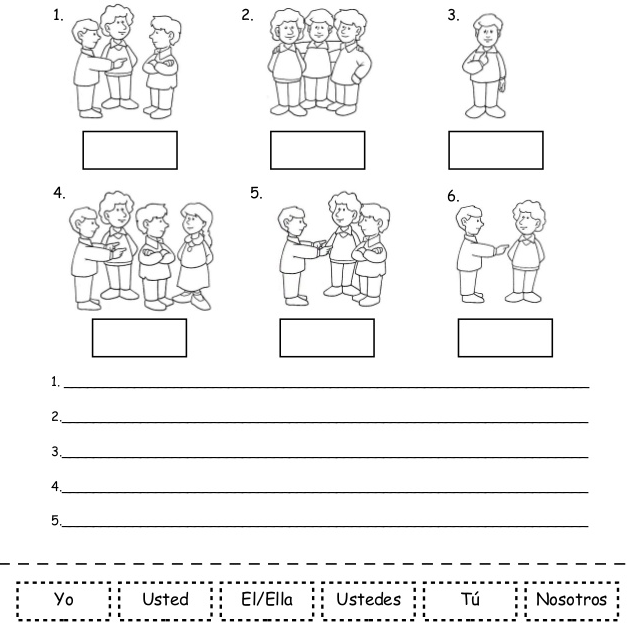 1. 2. 3.
4. 5. 6.
1.
2.
3.
4.
5.
Yo Usted El/Ella Ustedes Tú Nosotros